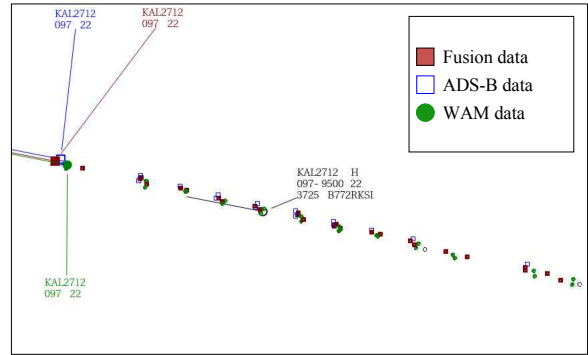 KAL2712
097 22
KAL2712
097 22
Fusion data
ADS-B data
WAM data
KAL2712 H
097- 9500 22
3725 B772RKSI
KAL2712
097 22